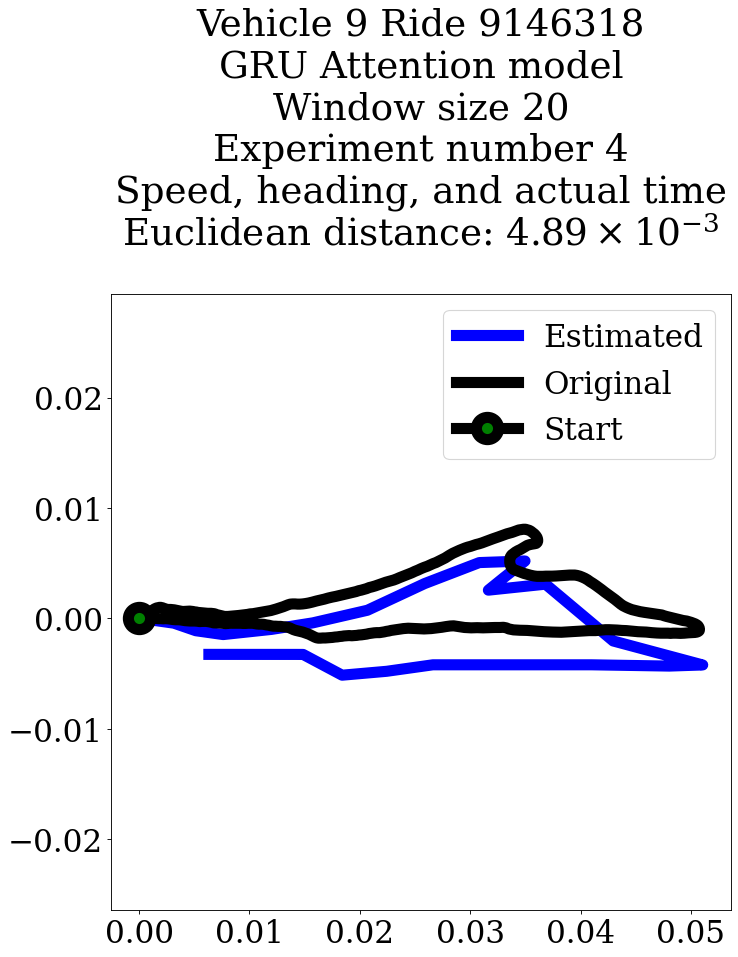 Vehicle 9 Ride 9146318
GRU Attention model
Window size 20
Experiment number 4
Speed, heading, and actual time
Euclidean distance: 4.89 × 10⁻³
Estimated
Original
Start
0.02
0.01
0.00
−0.01
−0.02
0.00 0.01 0.02 0.03 0.04 0.05